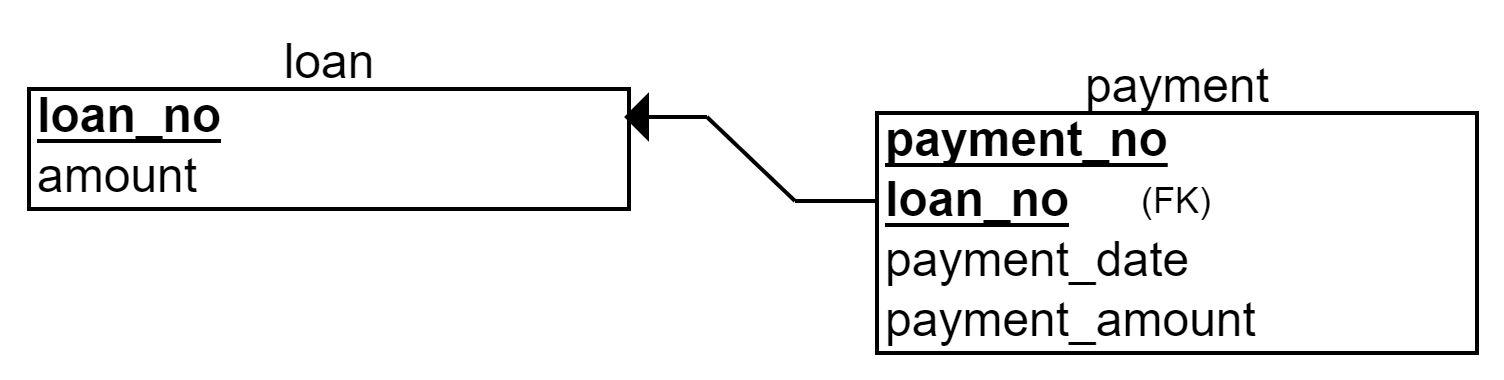 loan
loan_no
amount
payment
payment_no
loan_no (FK)
payment_date
payment_amount